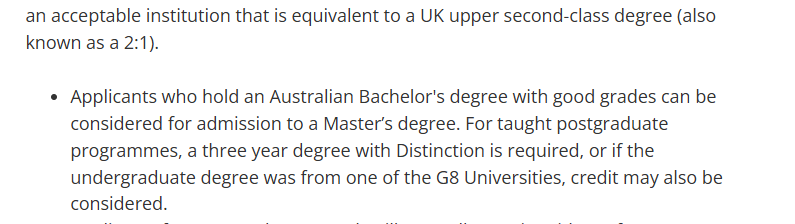 an acceptable institution that is equivalent to a UK upper second-class degree (also
known as a 2:1).
• Applicants who hold an Australian Bachelor's degree with good grades can be
considered for admission to a Master’s degree. For taught postgraduate
programmes, a three year degree with Distinction is required, or if the
undergraduate degree was from one of the G8 Universities, credit may also be
considered.